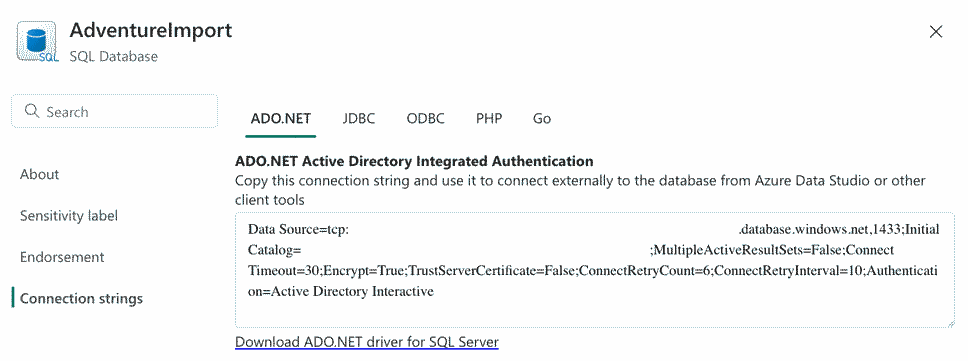 AdventureImport
SQL
SQL Database
Search
ADO.NET JDBC ODBC PHP Go
About
Sensitivity label
Endorsement
Connection strings
ADO.NET Active Directory Integrated Authentication
Copy this connection string and use it to connect externally to the database from Azure Data Studio or other
client tools
Data Source=tcp: .database.windows.net,1433;Initial
Catalog= ;MultipleActiveResultSets=False;Connect
Timeout=30;Encrypt=True;TrustServerCertificate=False;ConnectRetryCount=6;ConnectRetryInterval=10;Authenticati
on=Active Directory Interactive
Download ADO.NET driver for SQL Server